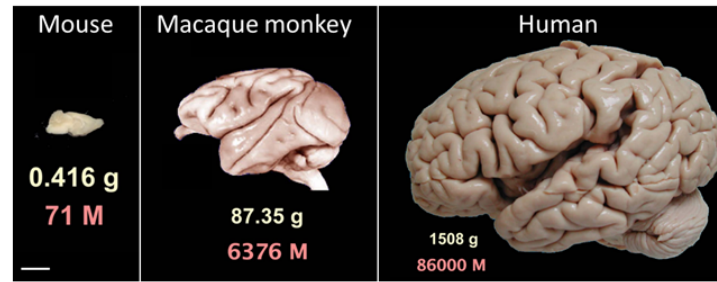 Mouse
0.416 g
71 M
Macaque monkey
87.35 g
6376 M
Human
1508 g
86000 M